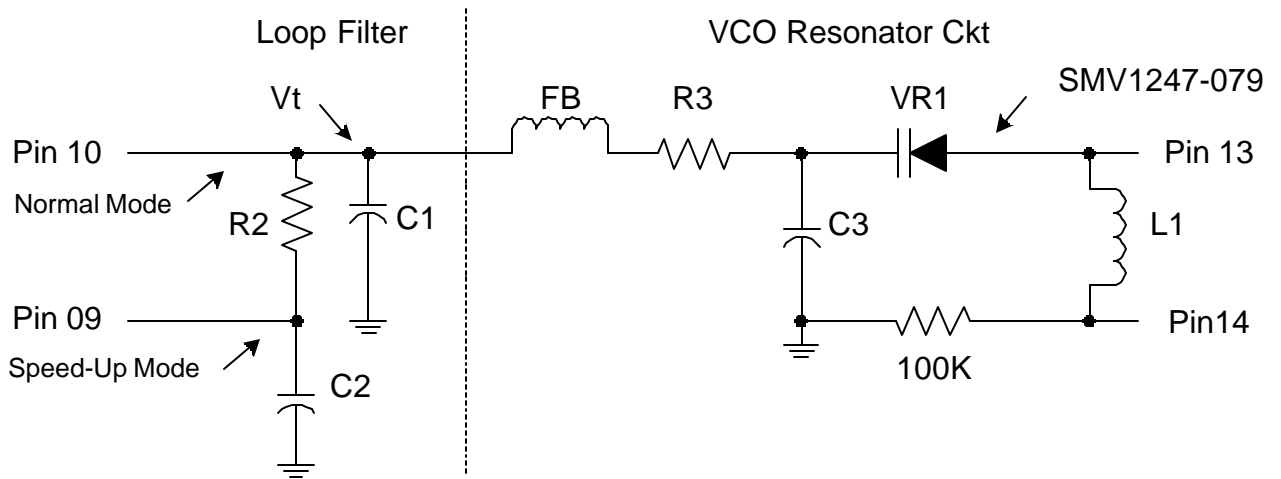 Loop Filter
VCO Resonator Ckt
SMV1247-079
Vt
FB
R3
VR1
Pin 10
Pin 13
Normal Mode
R2
C1
C3
L1
Pin 09
Pin14
Speed-Up Mode
C2
100K